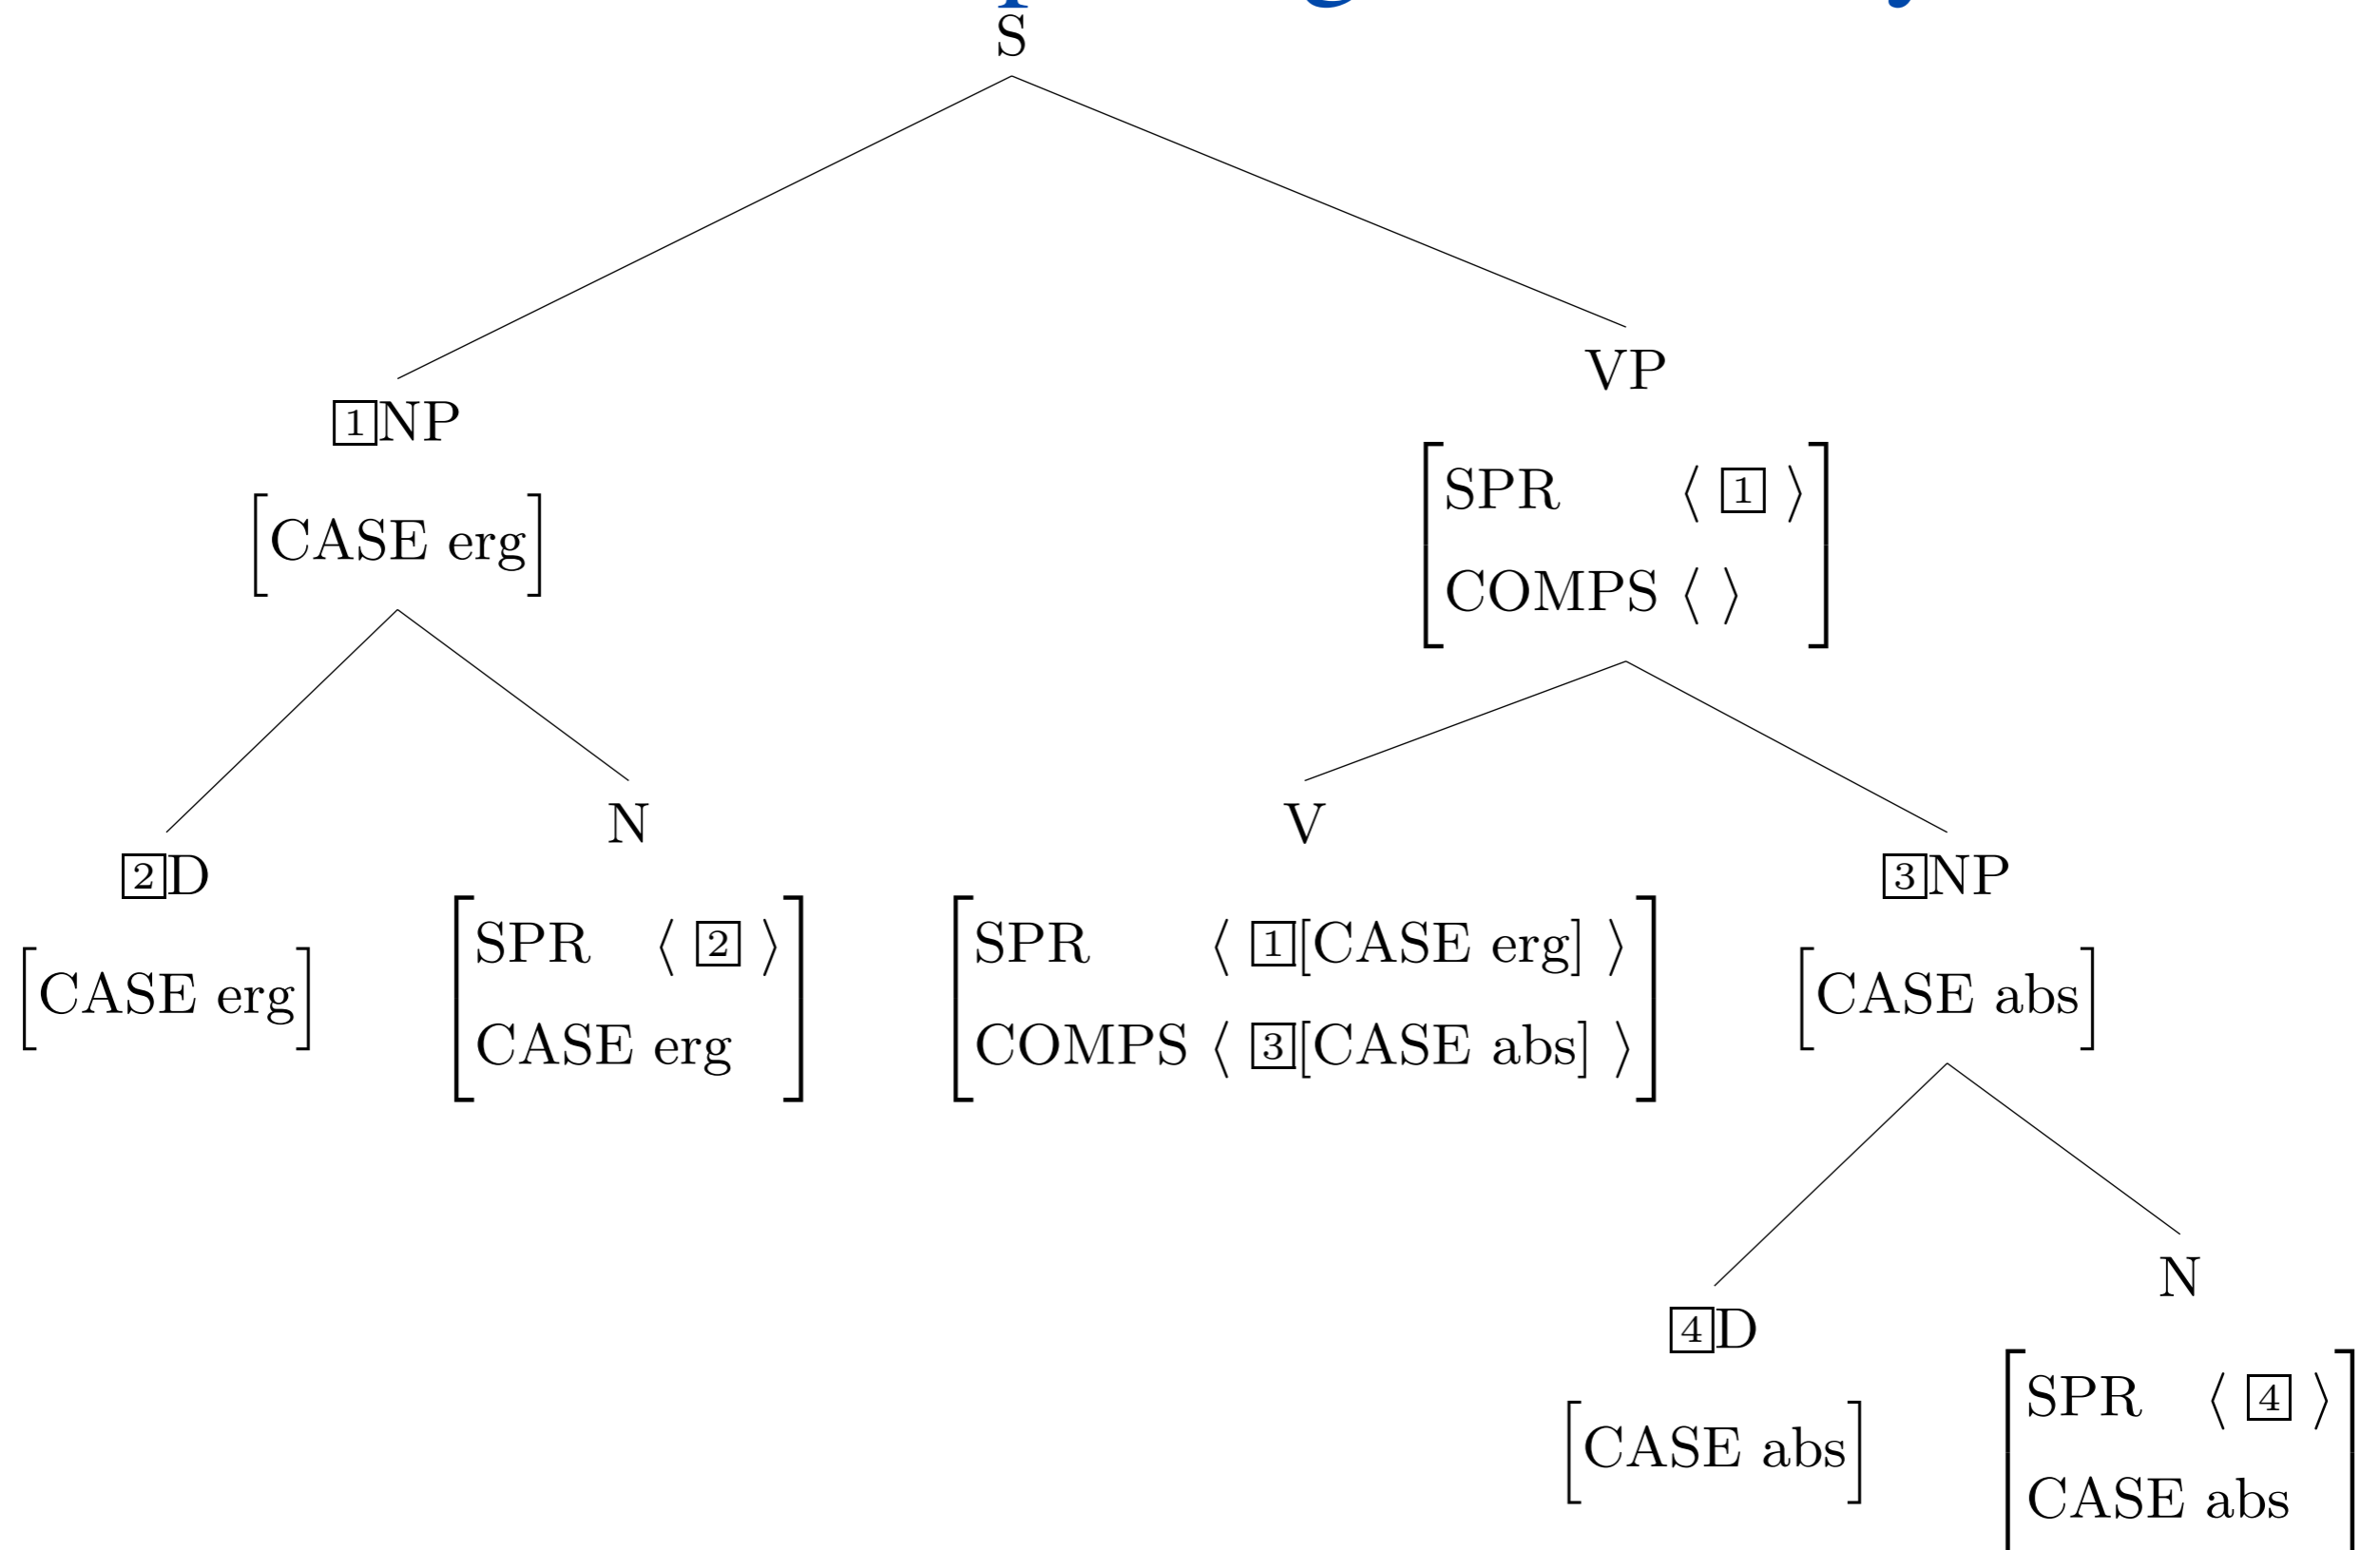 S
1NP
[CASE erg]
VP
[SPR ⟨ 1 ⟩
COMPS ⟨ ⟩]
2D
[CASE erg]
N
[SPR ⟨ 2 ⟩
CASE erg]
V
[SPR ⟨ 1[CASE erg] ⟩
COMPS ⟨ 3[CASE abs] ⟩]
3NP
[CASE abs]
4D
[CASE abs]
N
[SPR ⟨ 4 ⟩
CASE abs